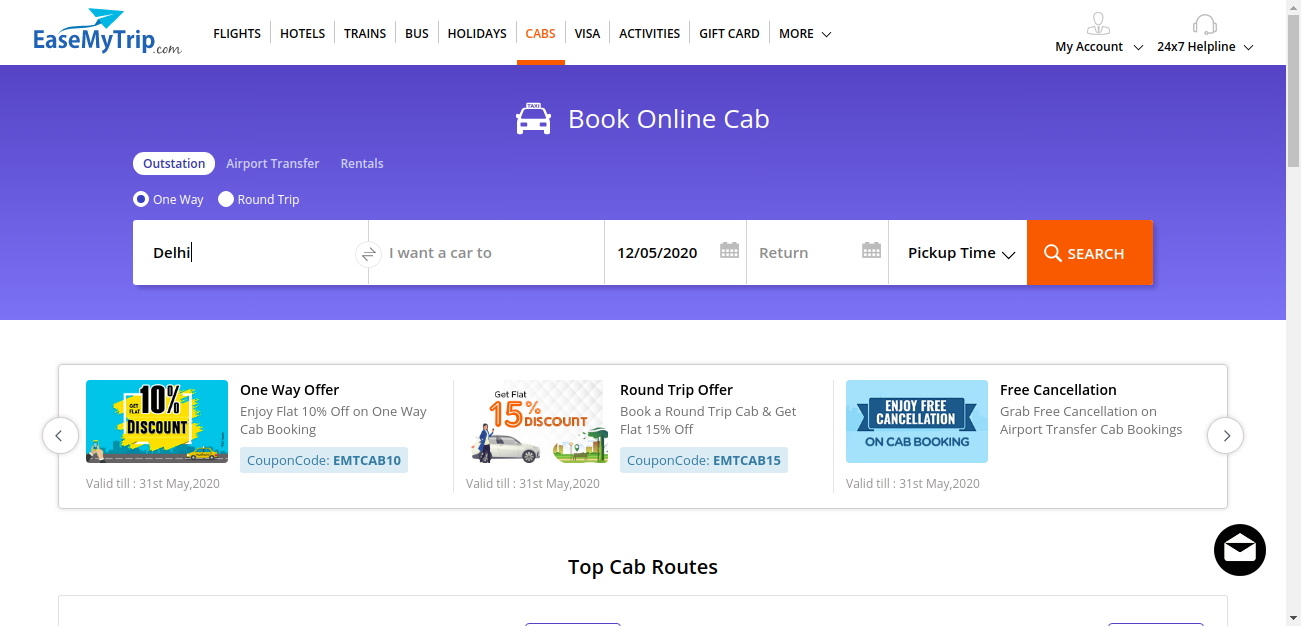 EaseMyTrip.com
FLIGHTS HOTELS TRAINS BUS HOLIDAYS CABS VISA ACTIVITIES GIFT CARD MORE
My Account 24x7 Helpline
TAXI
Book Online Cab
Outstation Airport Transfer Rentals
One Way Round Trip
Delhi I want a car to 12/05/2020 Return Pickup Time SEARCH
GET FLAT 10% DISCOUNT
One Way Offer
Enjoy Flat 10% Off on One Way
Cab Booking
CouponCode: EMTCAB10
Valid till : 31st May,2020
Get Flat
15% DISCOUNT
Round Trip Offer
Book a Round Trip Cab & Get
Flat 15% Off
CouponCode: EMTCAB15
Valid till : 31st May,2020
ENJOY FREE
CANCELLATION
ON CAB BOOKING
Free Cancellation
Grab Free Cancellation on
Airport Transfer Cab Bookings
Valid till : 31st May,2020
Top Cab Routes